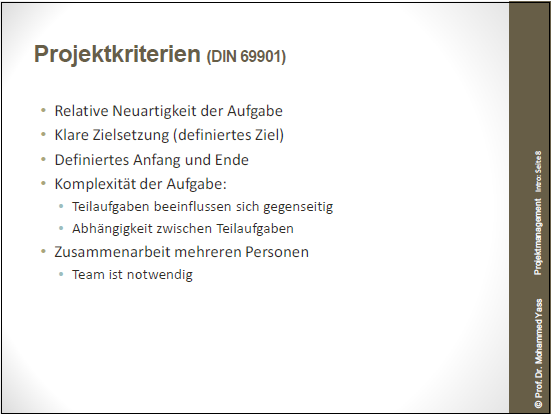 Projektkriterien (DIN 69901)
• Relative Neuartigkeit der Aufgabe
• Klare Zielsetzung (definiertes Ziel)
• Definiertes Anfang und Ende
• Komplexität der Aufgabe:
• Teilaufgaben beeinflussen sich gegenseitig
• Abhängigkeit zwischen Teilaufgaben
• Zusammenarbeit mehreren Personen
• Team ist notwendig
© Prof. Dr. Mohammed Yass Projektmanagement Intro: Seite 8